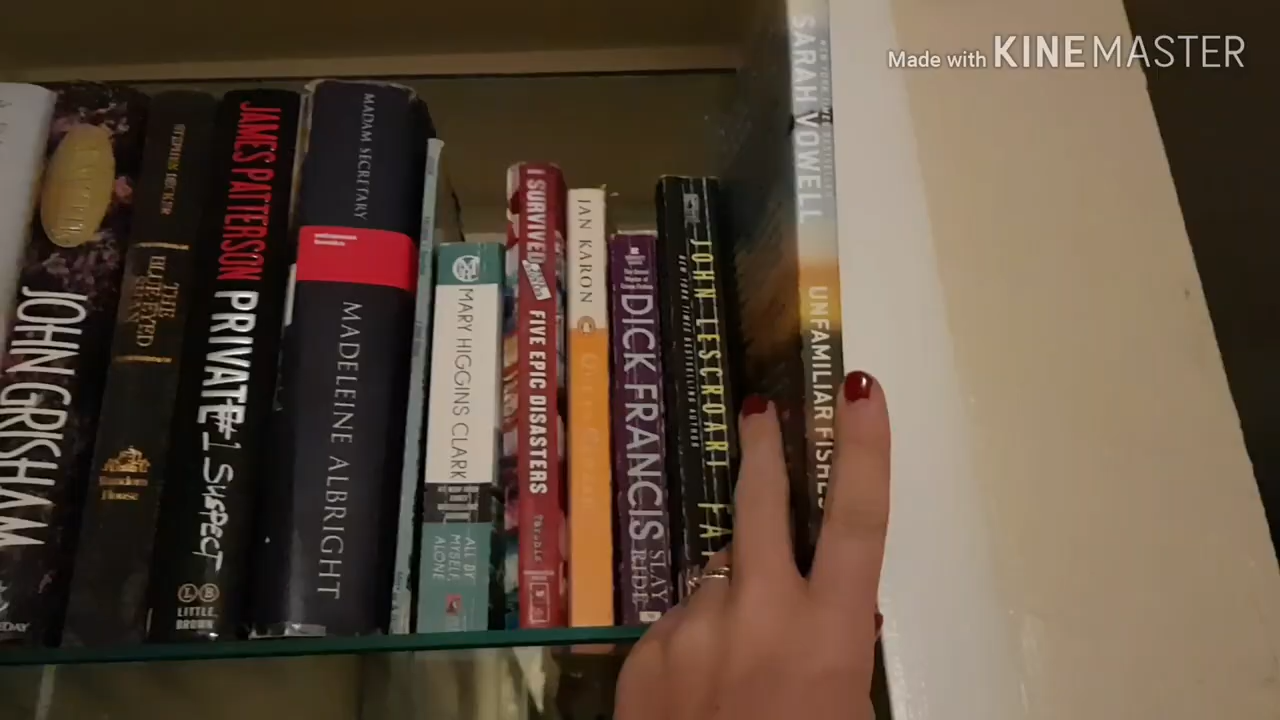 Made with KINEMASTER
JOHN GRISHAM
THE
BLUE-EYED
Random
House
JAMES PATTERSON
PRIVATE
#1 SUSPECT
LITTLE,
BROWN
MADAM SECRETARY
MADELEINE ALBRIGHT
MARY HIGGINS CLARK
ALL BY
MYSELF,
ALONE
I SURVIVED
FIVE EPIC DISASTERS
Tarshis
JAN KARON
DICK FRANCIS
SLAY
RIDE
JOHN LESCROART
NEW YORK TIMES BESTSELLING AUTHOR
SARAH VOWELL
UNFAMILIAR FISHES